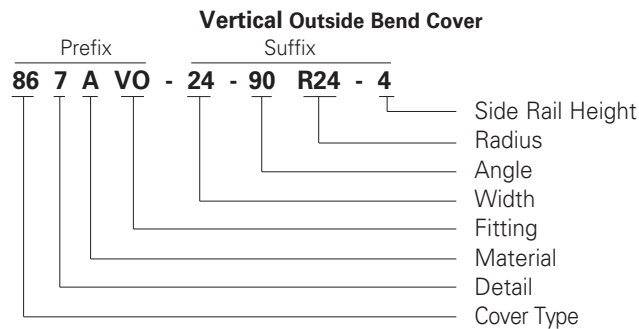 Vertical Outside Bend Cover
Prefix Suffix
86 7 A VO - 24 - 90 R24 - 4
Side Rail Height
Radius
Angle
Width
Fitting
Material
Detail
Cover Type